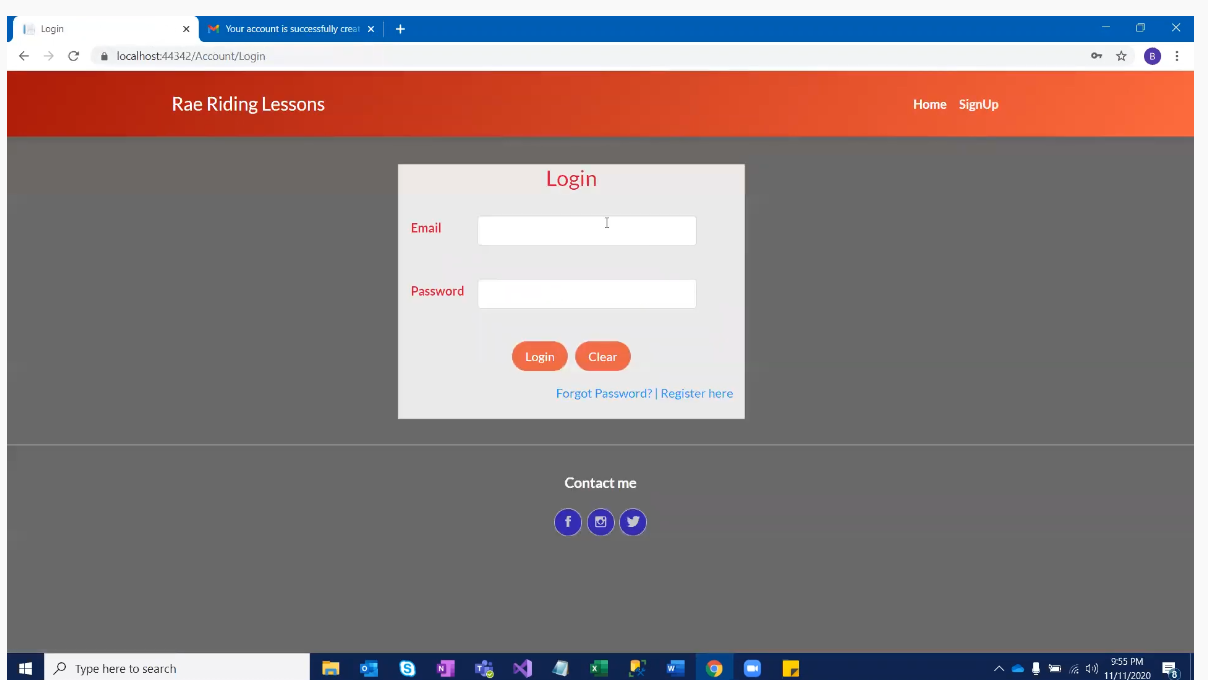 Login
Your account is successfully creat
localhost:44342/Account/Login
B
Rae Riding Lessons
Home SignUp
Login
Email
Password
Login Clear
Forgot Password? | Register here
Contact me
Type here to search
9:55 PM
11/11/2020
8